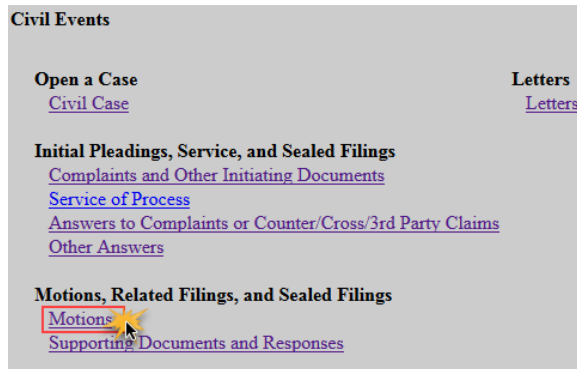 Civil Events
Open a Case
Civil Case
Letters
Letters
Initial Pleadings, Service, and Sealed Filings
Complaints and Other Initiating Documents
Service of Process
Answers to Complaints or Counter/Cross/3rd Party Claims
Other Answers
Motions, Related Filings, and Sealed Filings
Motions
Supporting Documents and Responses